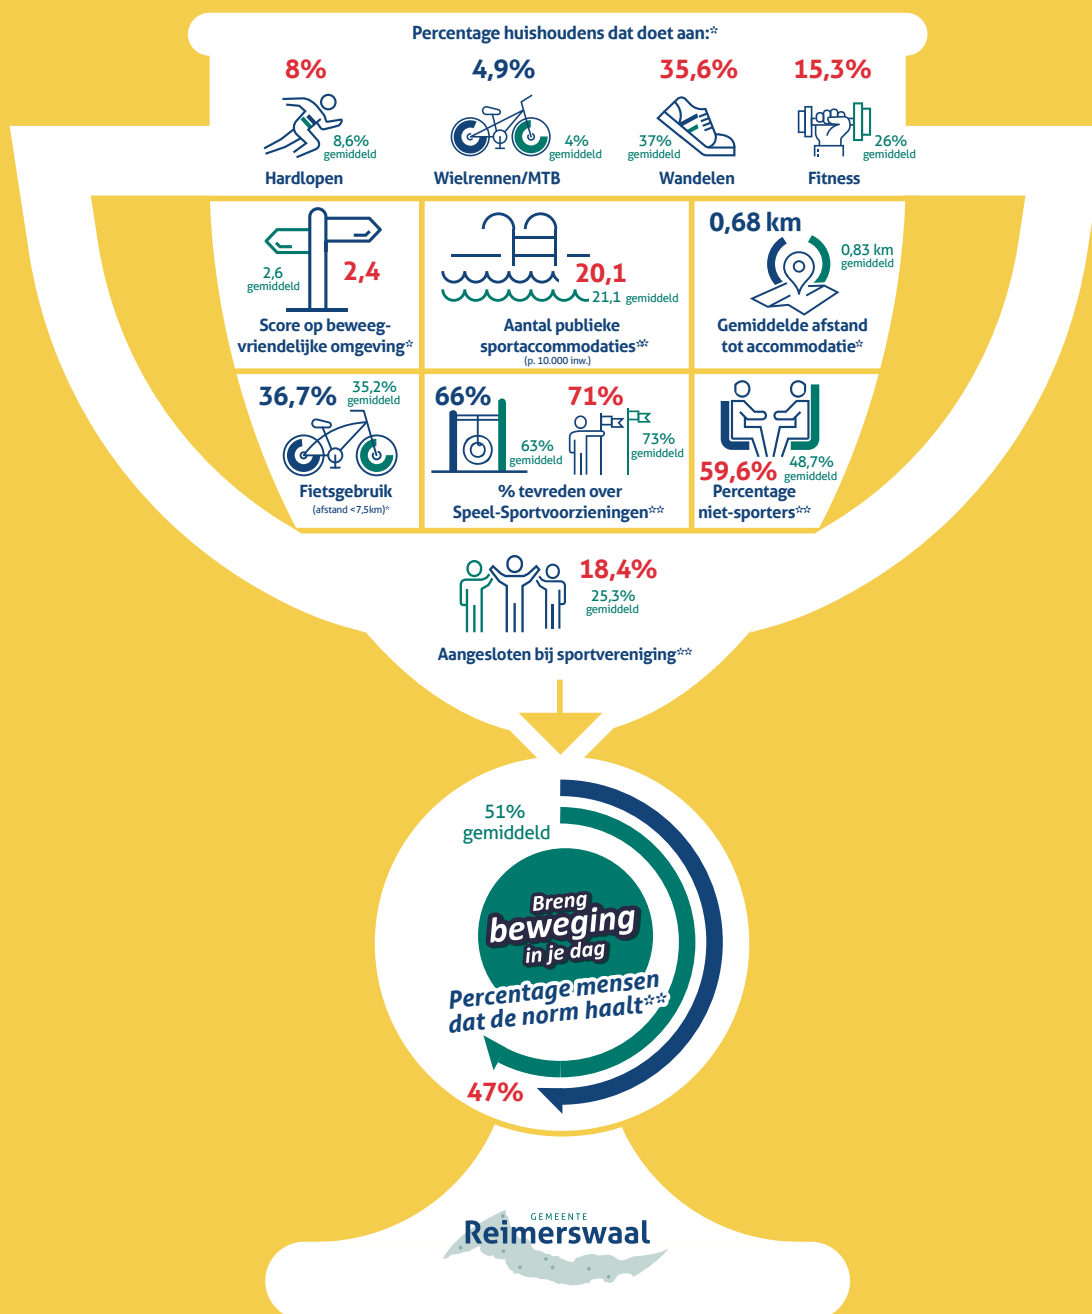 Percentage huishoudens dat doet aan:*
8%
8,6%
gemiddeld
Hardlopen
4,9%
4%
gemiddeld
Wielrennen/MTB
35,6%
37%
gemiddeld
Wandelen
15,3%
26%
gemiddeld
Fitness
2,6
gemiddeld
2,4
Score op beweeg-
vriendelijke omgeving*
20,1
21,1 gemiddeld
Aantal publieke
sportaccommodaties**
(p. 10.000 inw.)
0,68 km
0,83 km
gemiddeld
Gemiddelde afstand
tot accommodatie*
36,7%
35,2%
gemiddeld
Fietsgebruik
(afstand <7,5km)*
66%
63%
gemiddeld
71%
73%
gemiddeld
% tevreden over
Speel-Sportvoorzieningen**
59,6%
48,7%
gemiddeld
Percentage
niet-sporters**
18,4%
25,3%
gemiddeld
Aangesloten bij sportvereniging**
51%
gemiddeld
Breng
beweging
in je dag
Percentage mensen
dat de norm haalt**
47%
GEMEENTE
Reimerswaal